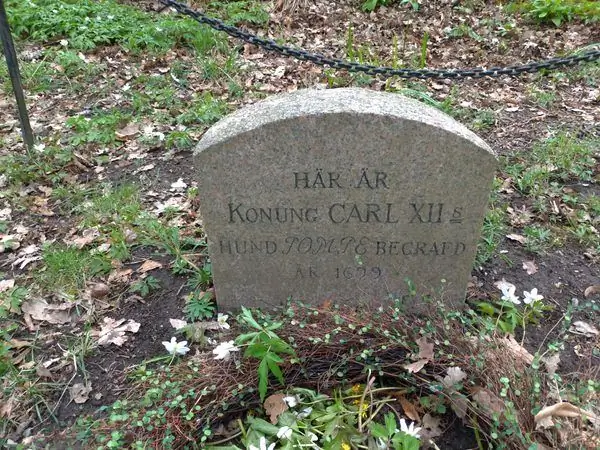 HÄR ÄR
KONUNG CARL XII s
HUND POMPE BEGRAFD
ÅR 1699